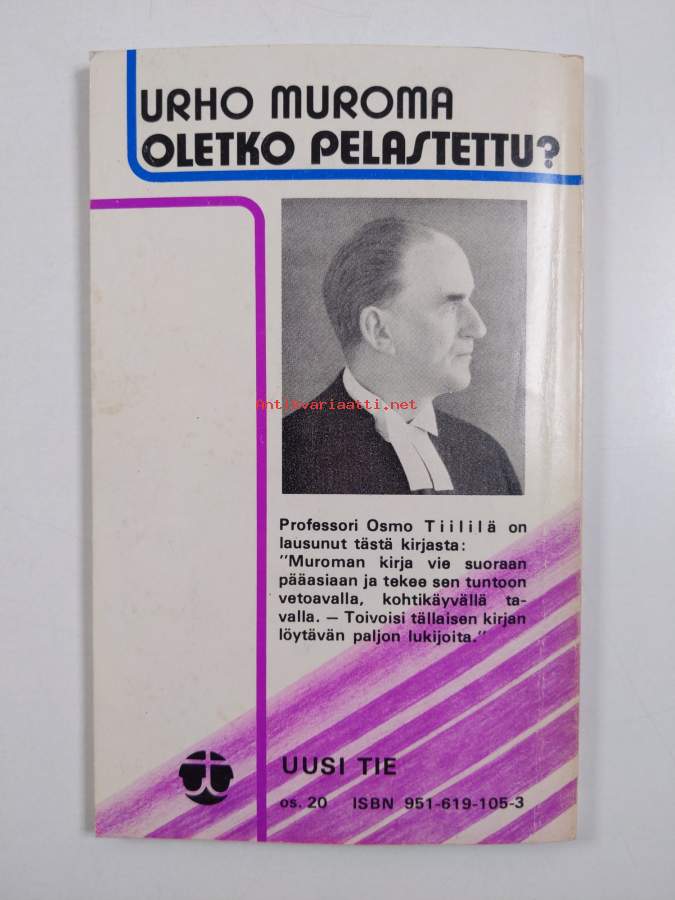 URHO MUROMA
OLETKO PELASTETTU?
Antikvariaatti.net
Professori Osmo Tiililä on
lausunut tästä kirjasta:
"Muroman kirja vie suoraan
pääasiaan ja tekee sen tuntoon
vetoavalla, kohtikäyvällä ta-
valla. — Toivoisi tällaisen kirjan
löytävän paljon lukijoita."
UUSI TIE
os. 20 ISBN 951-619-105-3